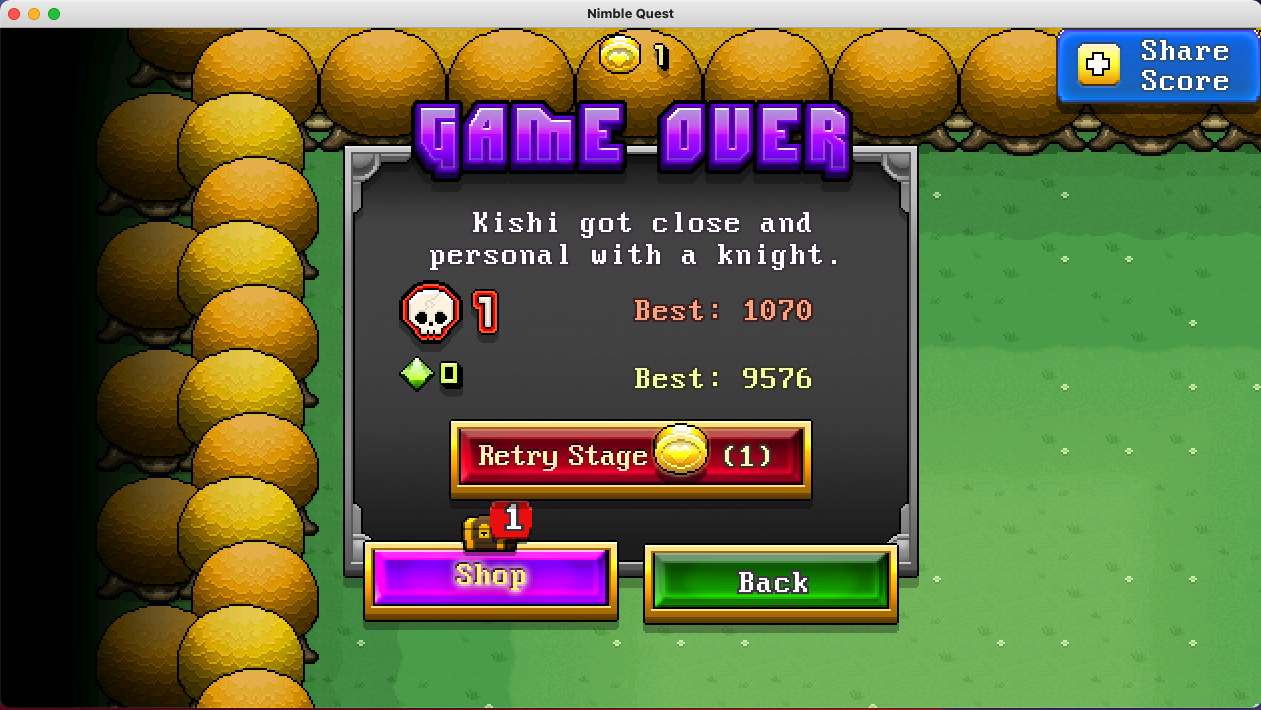 Nimble Quest
1
Share
Score
GAME OVER
Kishi got close and
personal with a knight.
1
Best: 1070
0
Best: 9576
Retry Stage (1)
1
Shop
Back